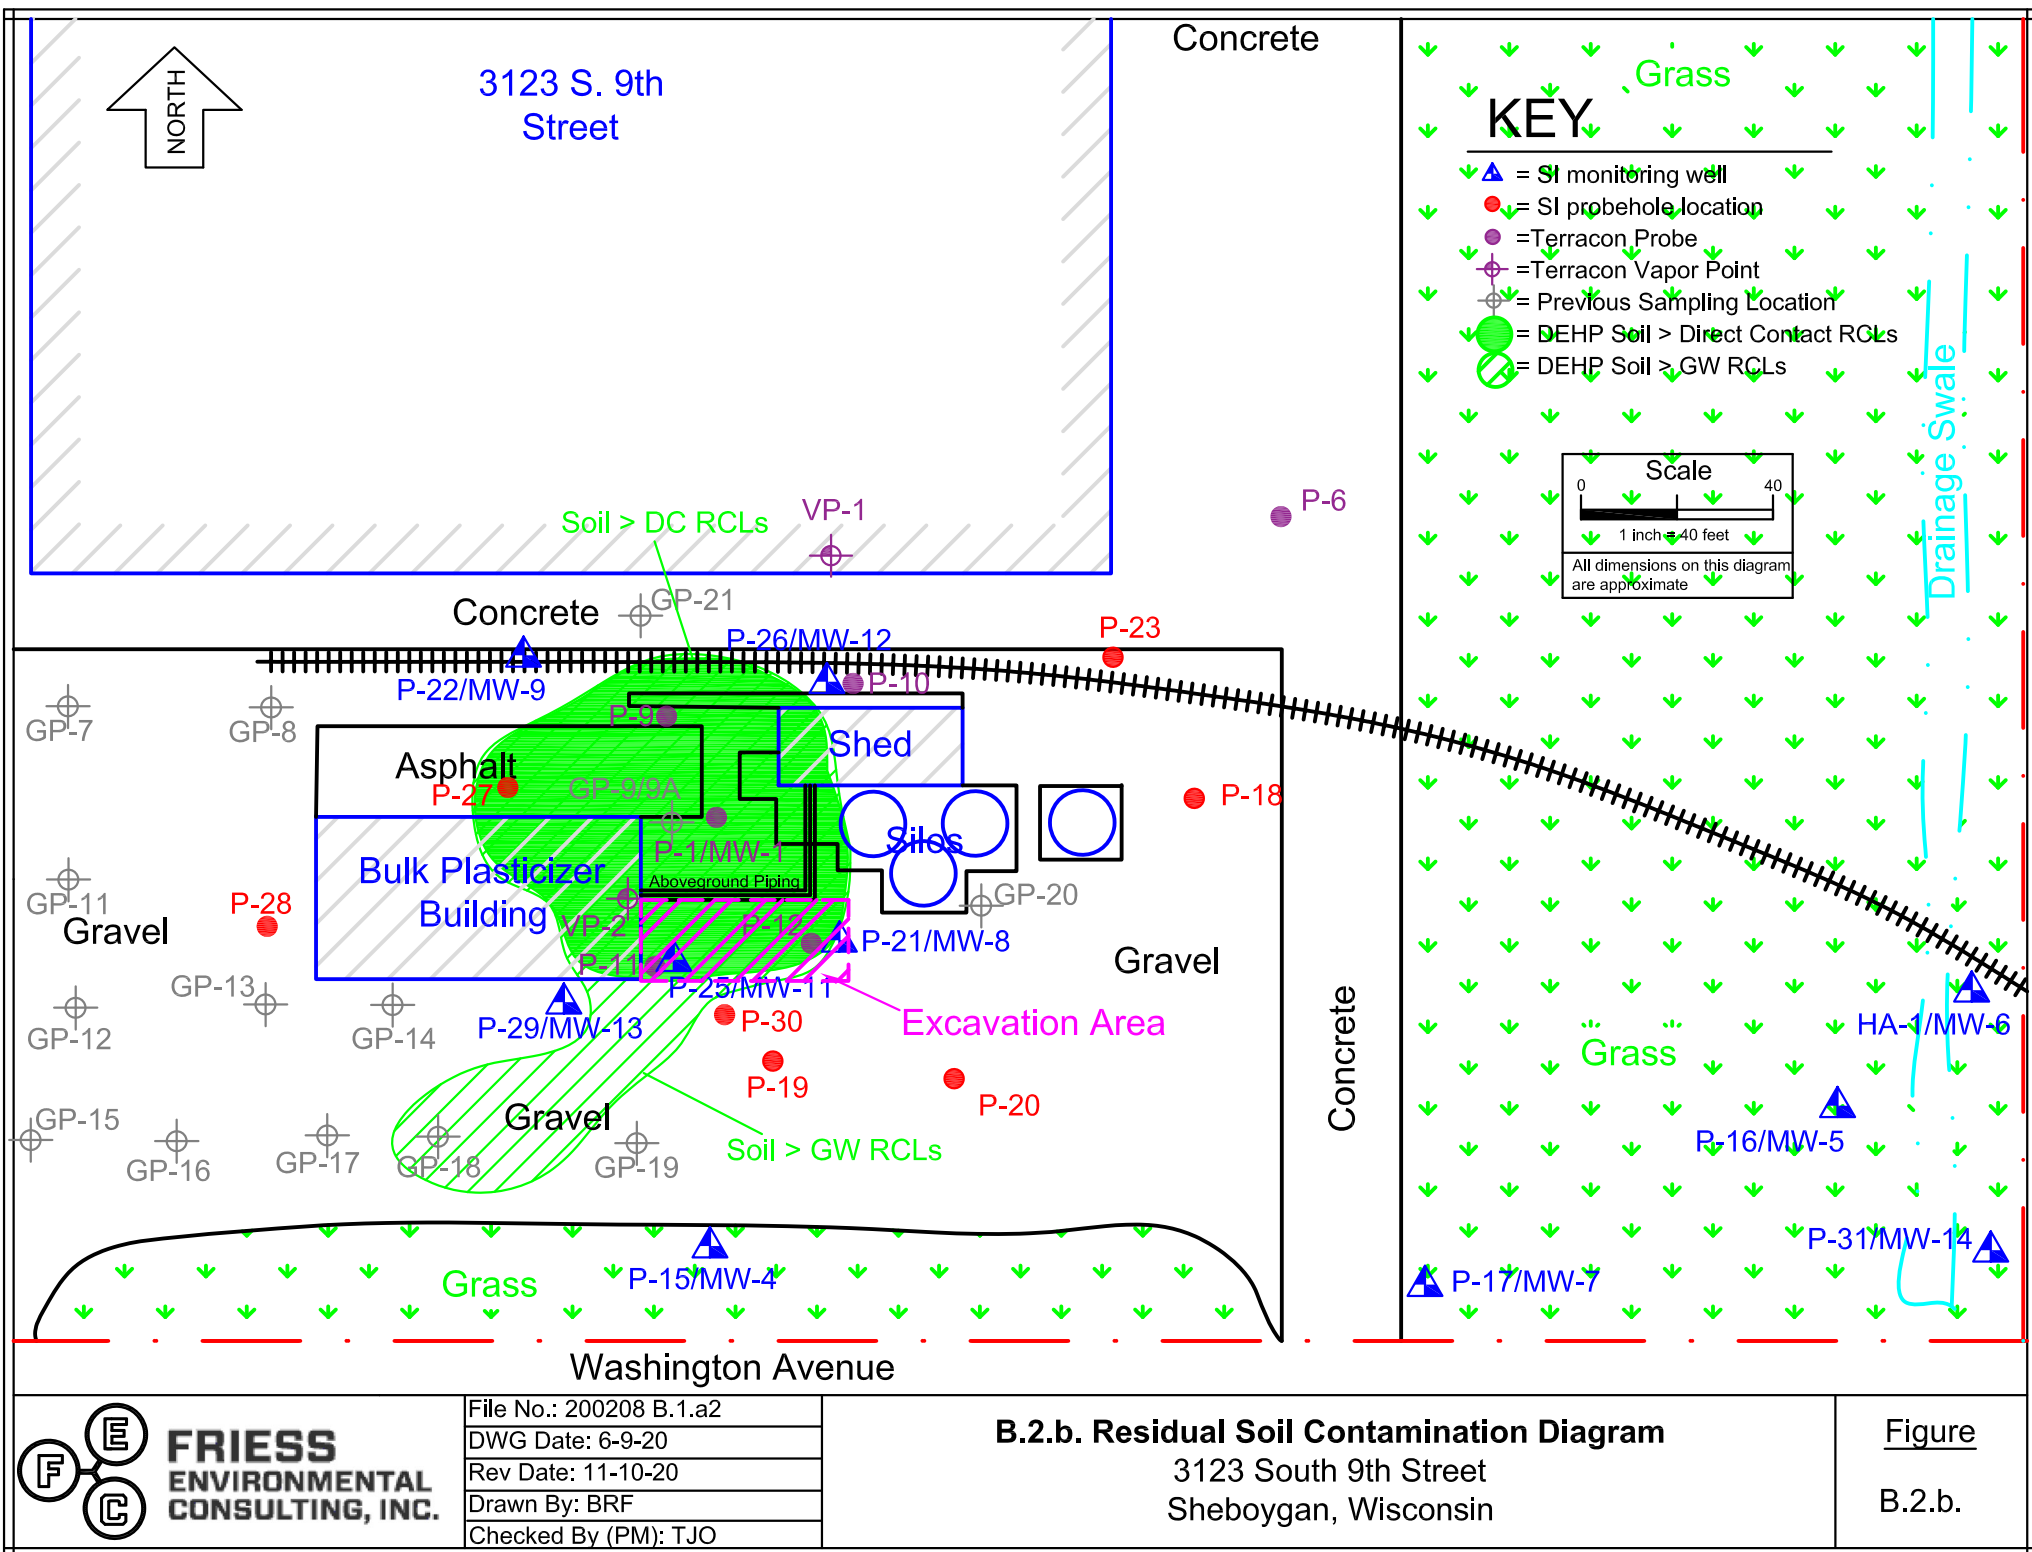 Concrete
NORTH
3123 S. 9th
Street
Grass
KEY
= SI monitoring well
= SI probehole location
=Terracon Probe
=Terracon Vapor Point
= Previous Sampling Location
= DEHP Soil > Direct Contact RCLs
= DEHP Soil > GW RCLs
Drainage Swale
Scale
0 40
1 inch = 40 feet
All dimensions on this diagram
are approximate
Soil > DC RCLs
VP-1
P-6
Concrete
GP-21
P-26/MW-12
P-23
P-22/MW-9
P-10
GP-7
GP-8
P-9
Shed
Asphalt
P-27
GP-9/9A
P-18
Silos
P-1/MW-1
Bulk Plasticizer
Building
Aboveground Piping
GP-11
P-28
GP-20
Gravel
VP-2
P-12
P-21/MW-8
Gravel
P-11
P-25/MW-11
GP-13
GP-12
GP-14
P-29/MW-13
P-30
Excavation Area
Concrete
HA-1/MW-6
Grass
P-19
P-20
GP-15
Gravel
GP-16
GP-17
GP-18
GP-19
Soil > GW RCLs
P-16/MW-5
P-31/MW-14
Grass
P-15/MW-4
P-17/MW-7
Washington Avenue
E
F
C
FRIESS
ENVIRONMENTAL
CONSULTING, INC.
File No.: 200208 B.1.a2
DWG Date: 6-9-20
Rev Date: 11-10-20
Drawn By: BRF
Checked By (PM): TJO
B.2.b. Residual Soil Contamination Diagram
3123 South 9th Street
Sheboygan, Wisconsin
Figure
B.2.b.